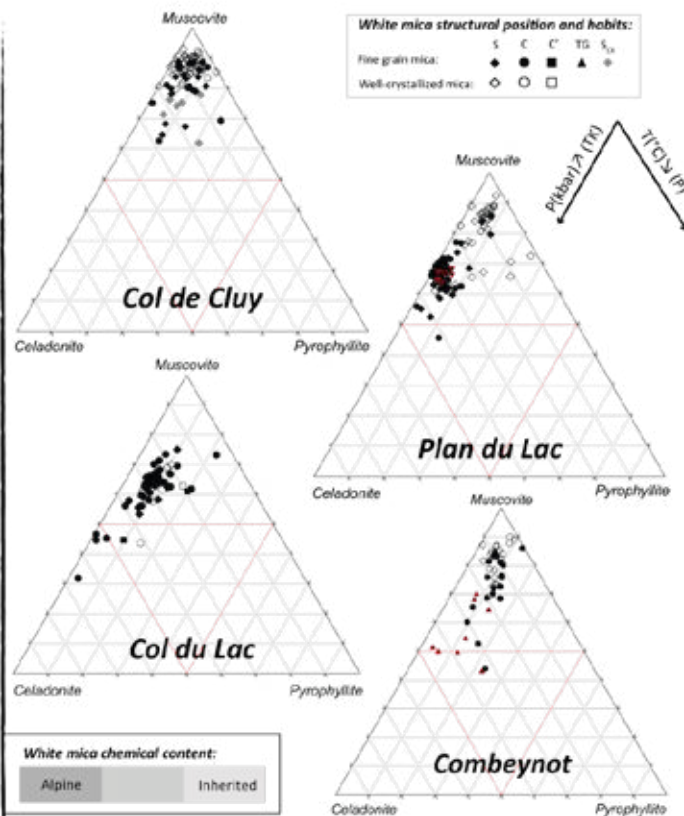 Muscovite
White mica structural position and habits:
S C C' TG
Fine grain mica:
Well-crystallized mica:
Col de Cluy
Celadonite Pyrophyllite
P(kbar)↗ (TK)
T(°C)↘ (P)
Muscovite
Plan du Lac
Celadonite Pyrophyllite
Muscovite
Col du Lac
Celadonite Pyrophyllite
Muscovite
Combeynot
Celadonite Pyrophyllite
White mica chemical content:
Alpine Inherited